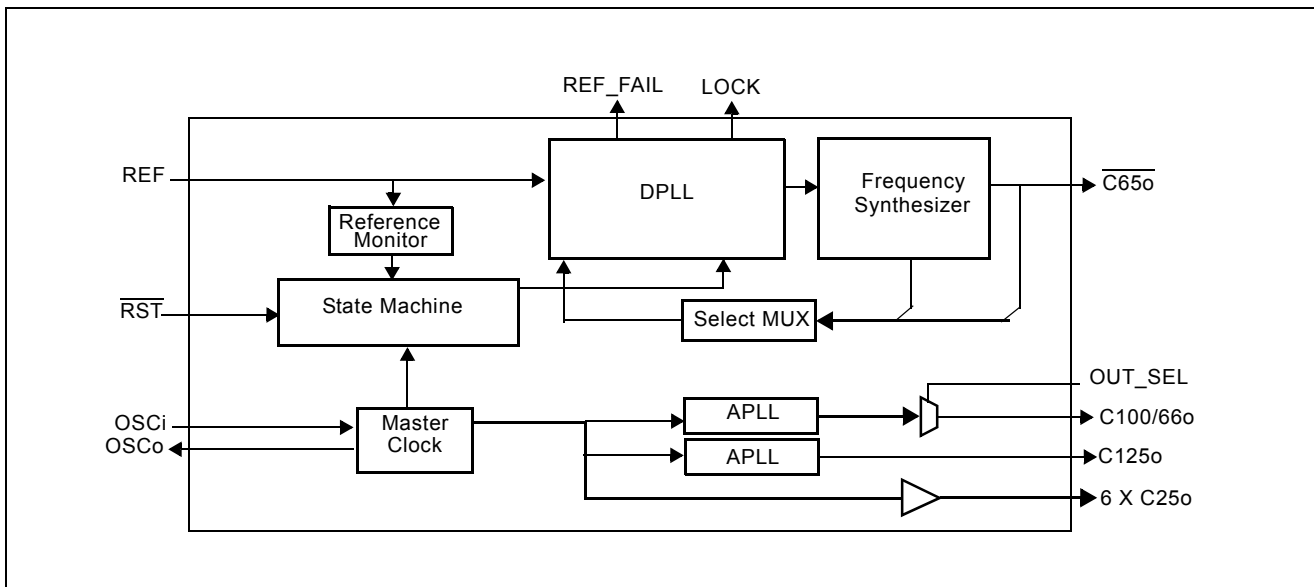 REF_FAIL
LOCK
REF
DPLL
Frequency
Synthesizer
C65o
Reference
Monitor
RST
State Machine
Select MUX
OUT_SEL
OSCi
OSCo
Master
Clock
APLL
C100/66o
APLL
C125o
6 X C25o